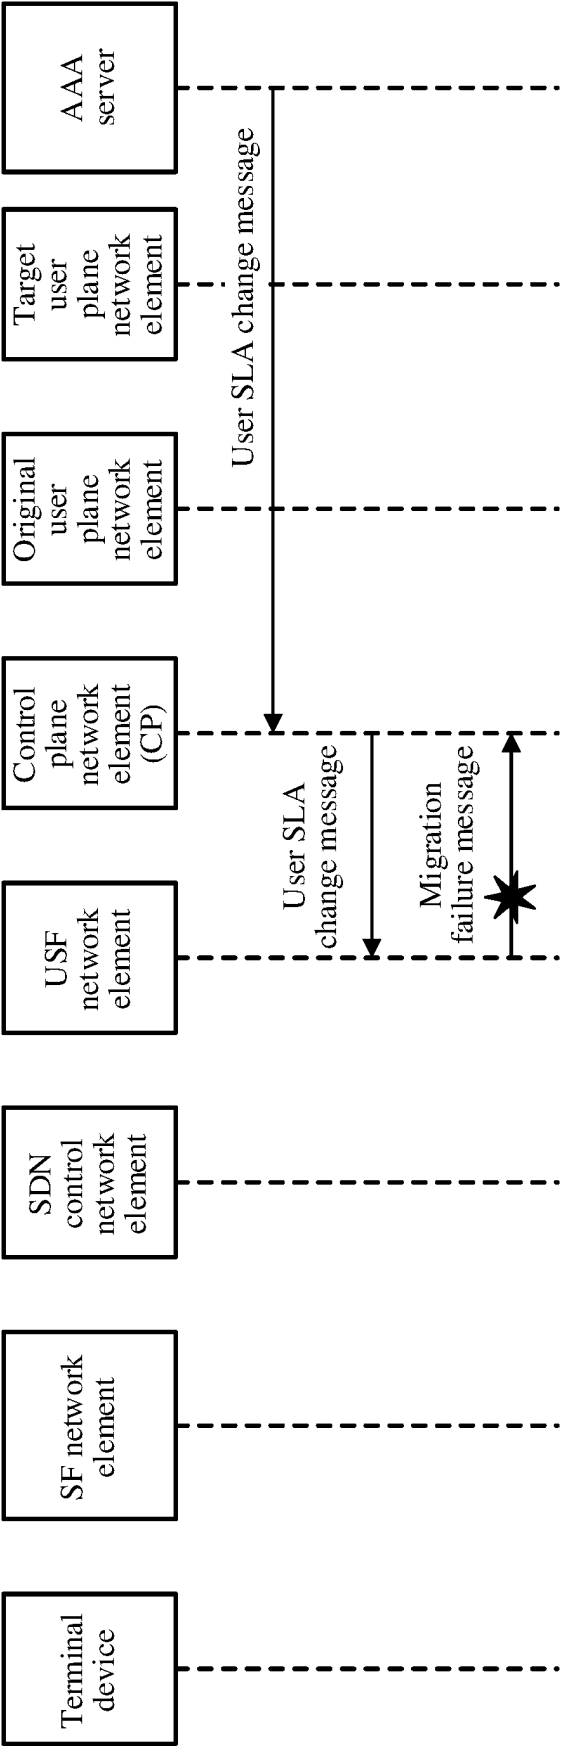 Terminal
device
SF network
element
SDN
control
network
element
USF
network
element
Control
plane
network
element
(CP)
Original
user
plane
network
element
Target
user
plane
network
element
AAA
server
User SLA change message
User SLA
change message
Migration
failure message